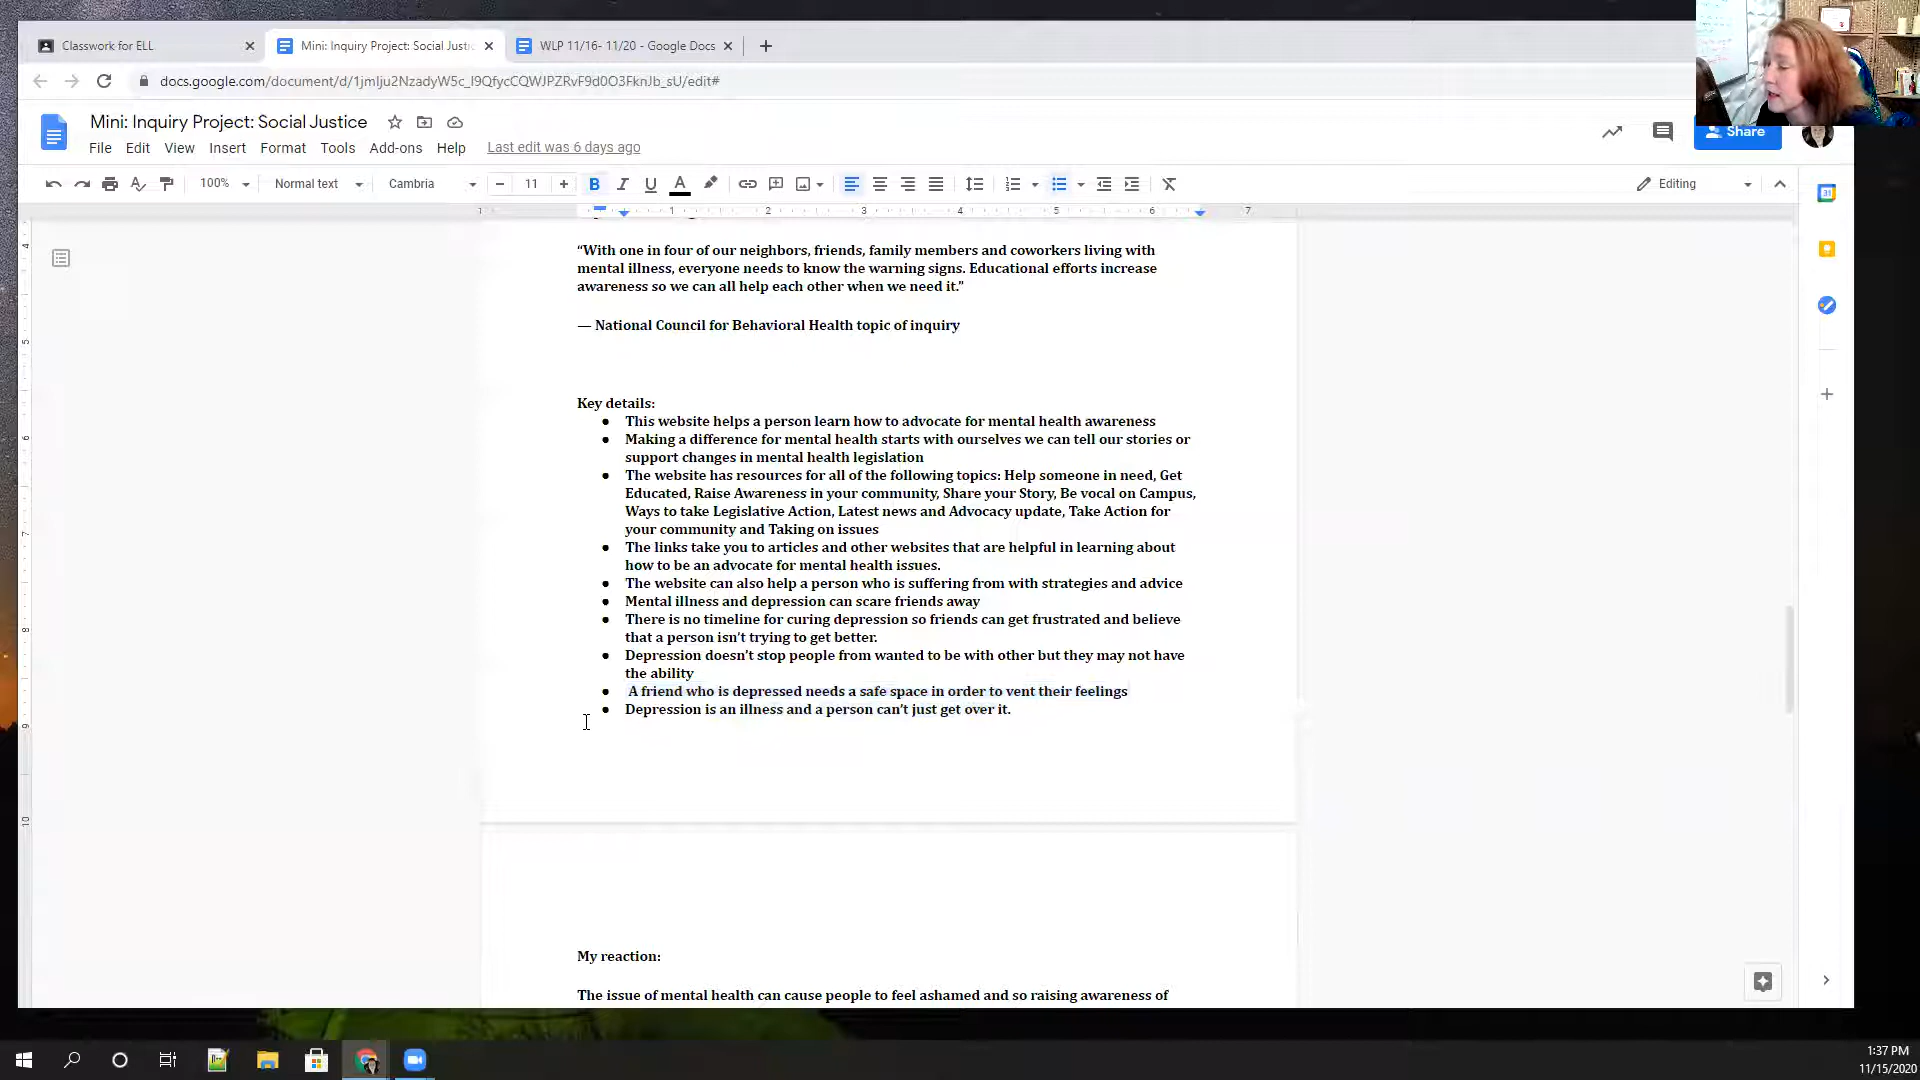 Classwork for ELL
Mini: Inquiry Project: Social Justic
WLP 11/16- 11/20 - Google Docs
docs.google.com/document/d/1jmlju2NzadyW5c_l9QfycCQWJPZRvF9d0O3FknJb_sU/edit#
Mini: Inquiry Project: Social Justice
Share
File Edit View Insert Format Tools Add-ons Help Last edit was 6 days ago
100% Normal text Cambria 11 Editing
“With one in four of our neighbors, friends, family members and coworkers living with
mental illness, everyone needs to know the warning signs. Educational efforts increase
awareness so we can all help each other when we need it.”
— National Council for Behavioral Health topic of inquiry
Key details:
● This website helps a person learn how to advocate for mental health awareness
● Making a difference for mental health starts with ourselves we can tell our stories or
support changes in mental health legislation
● The website has resources for all of the following topics: Help someone in need, Get
Educated, Raise Awareness in your community, Share your Story, Be vocal on Campus,
Ways to take Legislative Action, Latest news and Advocacy update, Take Action for
your community and Taking on issues
● The links take you to articles and other websites that are helpful in learning about
how to be an advocate for mental health issues.
● The website can also help a person who is suffering from with strategies and advice
● Mental illness and depression can scare friends away
● There is no timeline for curing depression so friends can get frustrated and believe
that a person isn’t trying to get better.
● Depression doesn’t stop people from wanted to be with other but they may not have
the ability
● A friend who is depressed needs a safe space in order to vent their feelings
● Depression is an illness and a person can’t just get over it.
My reaction:
The issue of mental health can cause people to feel ashamed and so raising awareness of
1:37 PM
11/15/2020